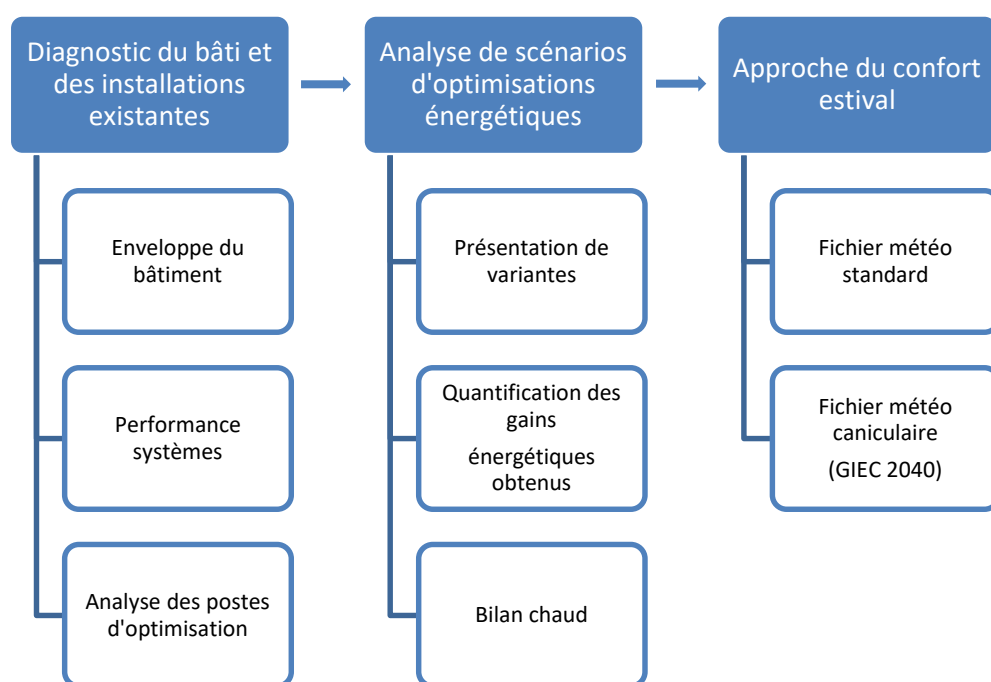 Diagnostic du bâti et
des installations
existantes
Enveloppe du
bâtiment
Performance
systèmes
Analyse des postes
d'optimisation
Analyse de scénarios
d'optimisations
énergétiques
Présentation de
variantes
Quantification des
gains
énergétiques
obtenus
Bilan chaud
Approche du confort
estival
Fichier météo
standard
Fichier météo
caniculaire
(GIEC 2040)